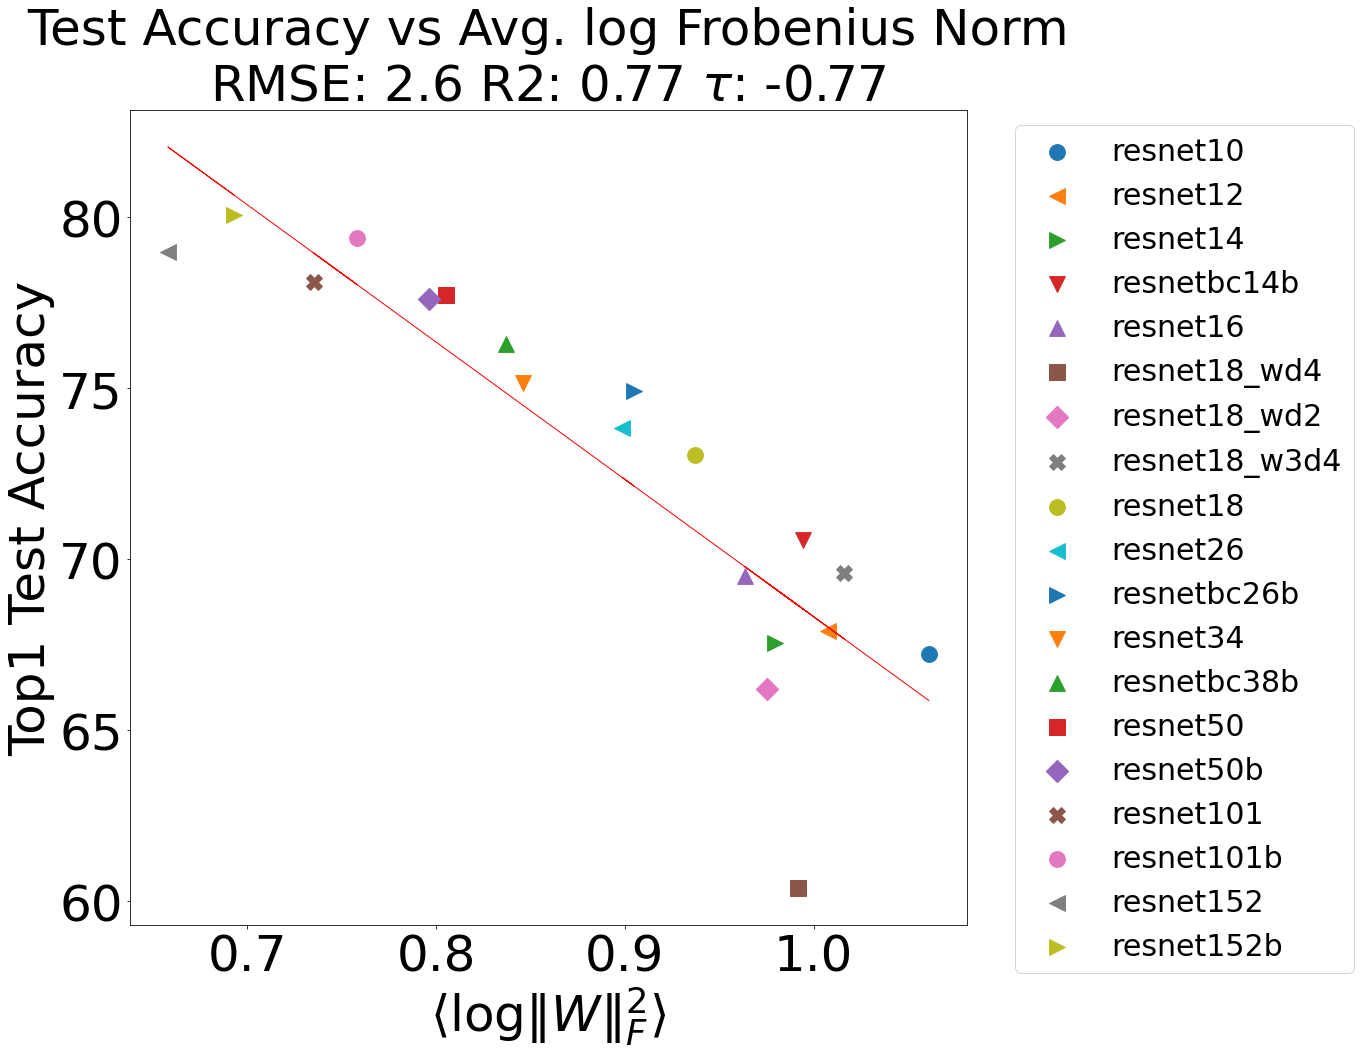 Test Accuracy vs Avg. log Frobenius Norm
RMSE: 2.6 R2: 0.77 τ: -0.77
Top1 Test Accuracy
80
75
70
65
60
0.7 0.8 0.9 1.0
⟨log‖W‖²_F⟩
resnet10
resnet12
resnet14
resnetbc14b
resnet16
resnet18_wd4
resnet18_wd2
resnet18_w3d4
resnet18
resnet26
resnetbc26b
resnet34
resnetbc38b
resnet50
resnet50b
resnet101
resnet101b
resnet152
resnet152b